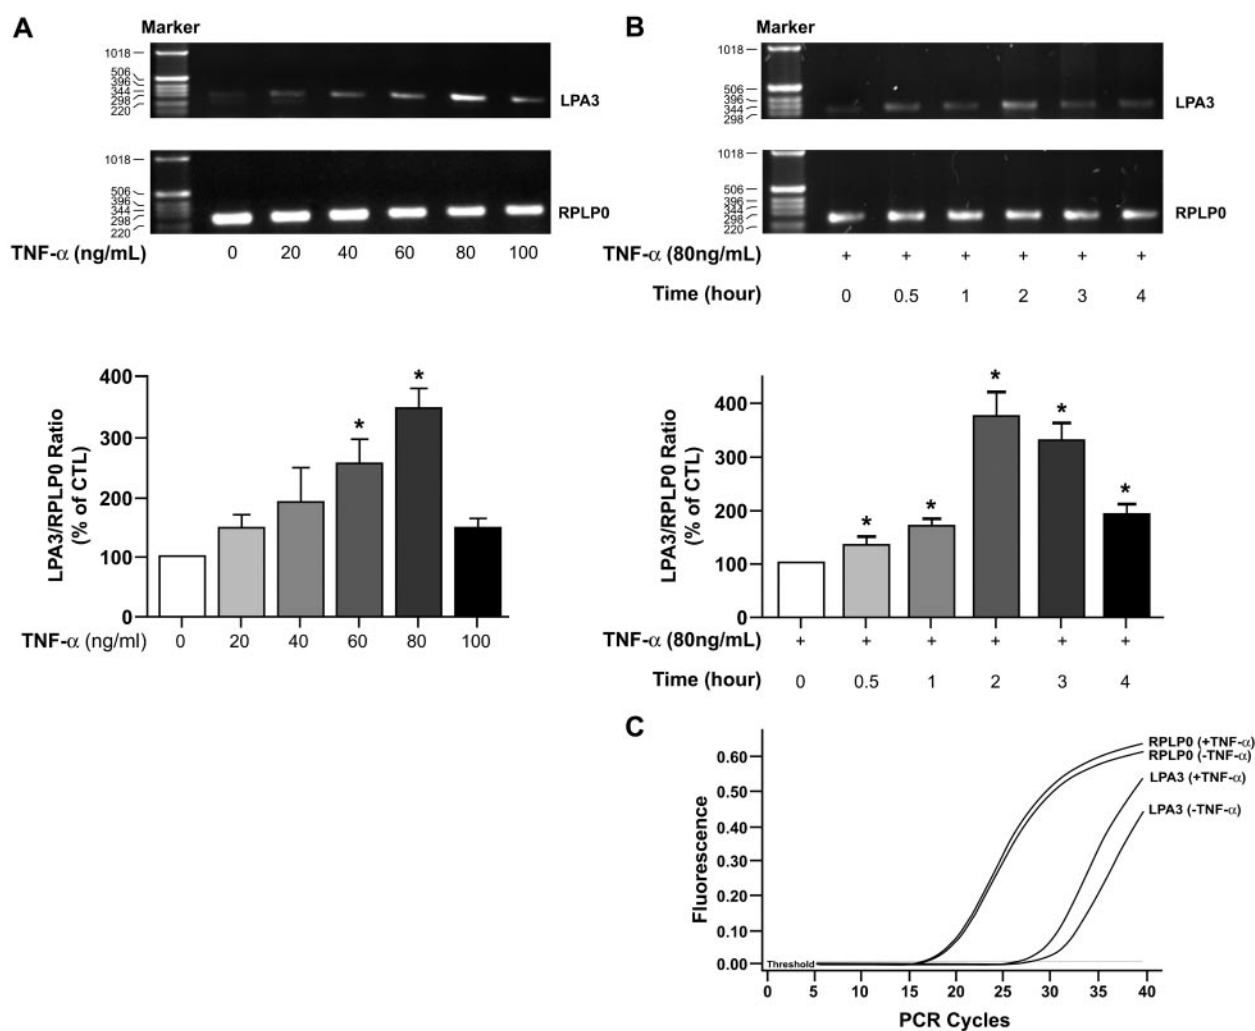 A
Marker
1018
506
396
344
298
220
LPA3
1018
506
396
344
298
220
RPLP0
TNF-α (ng/mL) 0 20 40 60 80 100
LPA3/RPLP0 Ratio
(% of CTL)
400
300
200
100
0
TNF-α (ng/ml) 0 20 40 60 80 100
* *
B
Marker
1018
506
396
344
298
LPA3
1018
506
396
344
298
220
RPLP0
TNF-α (80ng/mL) + + + + + +
Time (hour) 0 0.5 1 2 3 4
LPA3/RPLP0 Ratio
(% of CTL)
400
300
200
100
0
* * * * *
TNF-α (80ng/mL) + + + + + +
Time (hour) 0 0.5 1 2 3 4
C
Fluorescence
0.60
0.50
0.40
0.30
0.20
0.10
0.00
RPLP0 (+TNF-α)
RPLP0 (-TNF-α)
LPA3 (+TNF-α)
LPA3 (-TNF-α)
Threshold
0 5 10 15 20 25 30 35 40
PCR Cycles